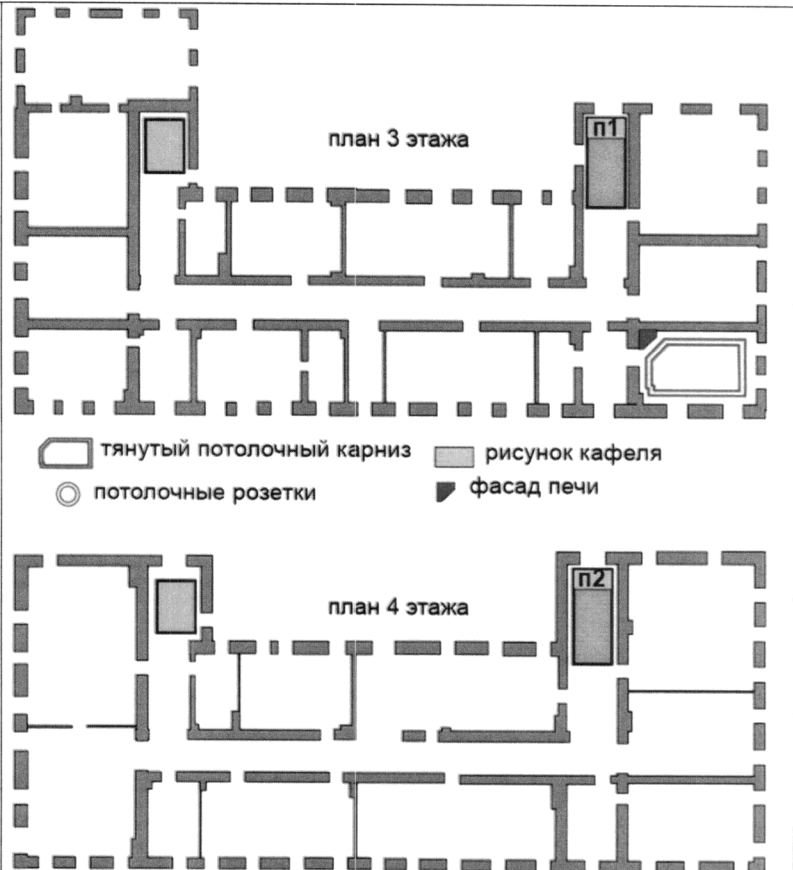 план 3 этажа
п1
тянутый потолочный карниз
рисунок кафеля
потолочные розетки
фасад печи
план 4 этажа
п2